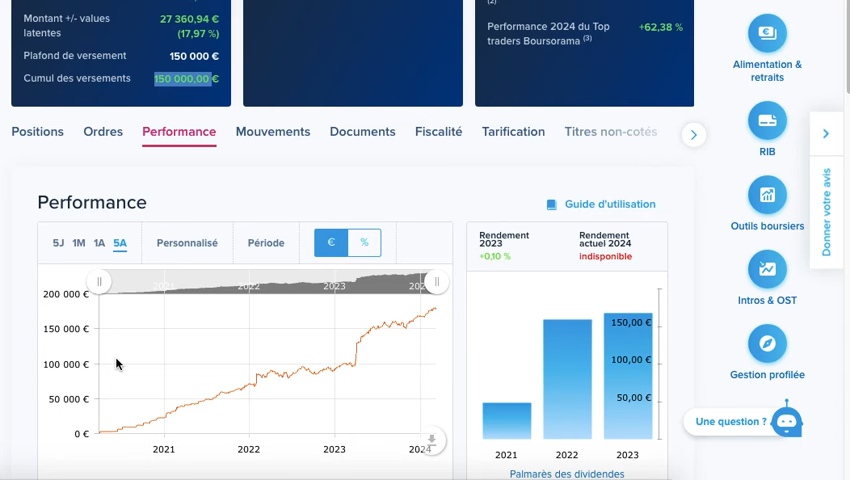 Montant +/- values
latentes
27 360,94 €
(17,97 %)
Plafond de versement
150 000 €
Cumul des versements
150 000,00 €
(2)
Performance 2024 du Top
traders Boursorama (3)
+62,38 %
Positions
Ordres
Performance
Mouvements
Documents
Fiscalité
Tarification
Titres non-cotés
Performance
Guide d'utilisation
5J
1M
1A
5A
Personnalisé
Période
€
%
Rendement
2023
+0,10 %
Rendement
actuel 2024
indisponible
2021
2022
2023
200 000 €
150 000 €
100 000 €
50 000 €
0 €
2021
2022
2023
2024
150,00 €
100,00 €
50,00 €
2021
2022
2023
Palmarès des dividendes
Alimentation &
retraits
RIB
Outils boursiers
Intros & OST
Gestion profilée
Une question ?
Donner votre avis